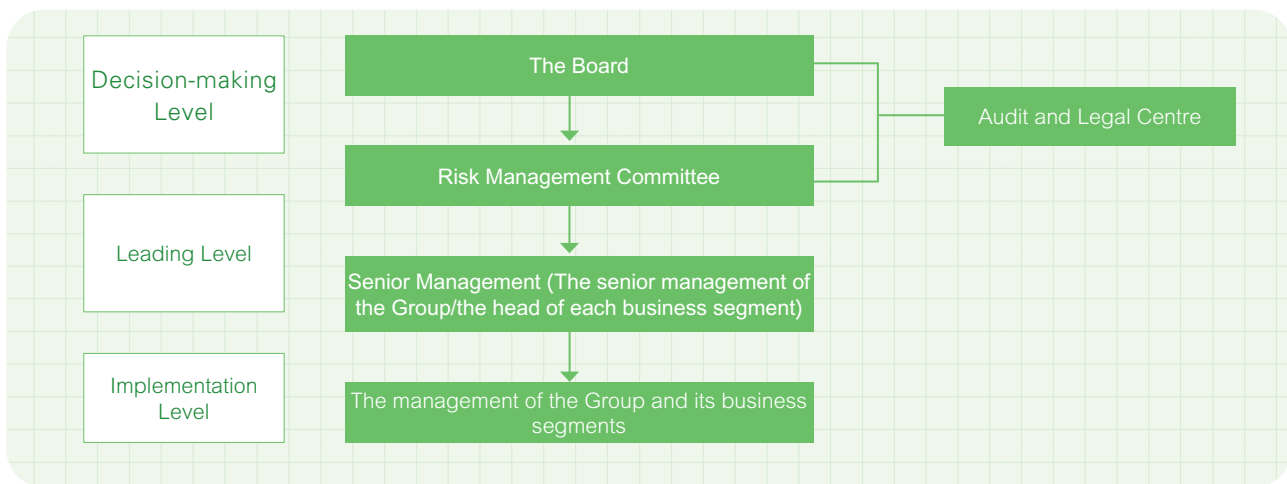 Decision-making
Level
The Board
Audit and Legal Centre
Risk Management Committee
Leading Level
Senior Management (The senior management of
the Group/the head of each business segment)
Implementation
Level
The management of the Group and its business
segments